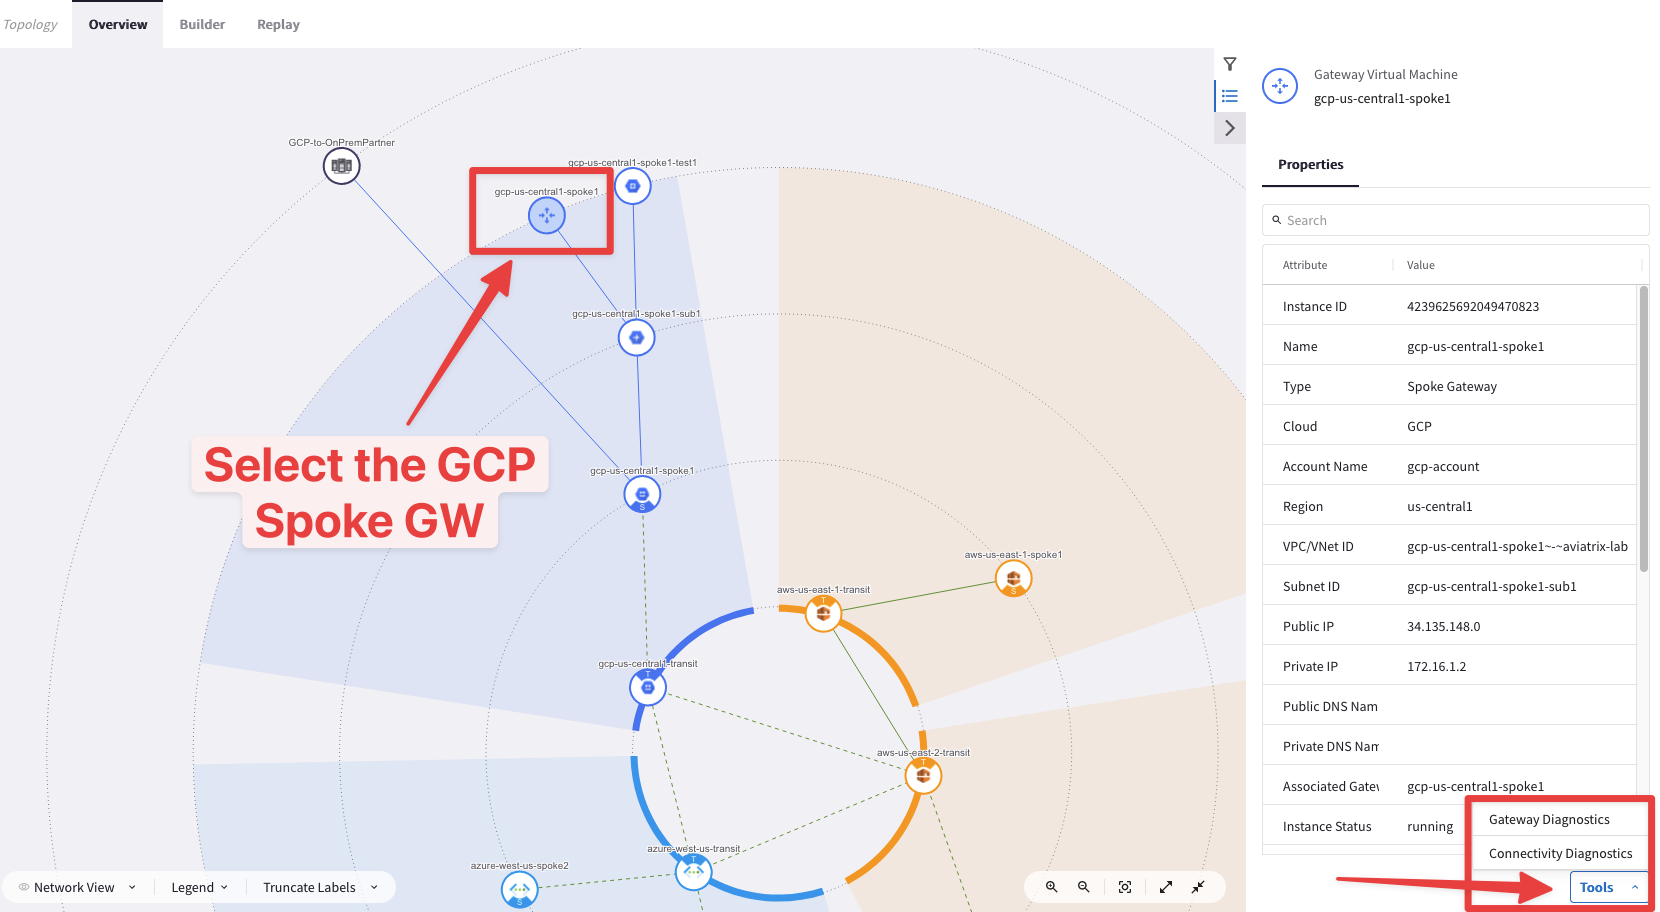 Topology
Overview
Builder
Replay
GCP-to-OnPremPartner
gcp-us-central1-spoke1-test1
gcp-us-central1-spoke1
gcp-us-central1-spoke1-sub1
Select the GCP
Spoke GW
gcp-us-central1-spoke1
S
aws-us-east-1-spoke1
S
aws-us-east-1-transit
T
gcp-us-central1-transit
T
aws-us-east-2-transit
T
azure-west-us-transit
T
azure-west-us-spoke2
S
Network View
Legend
Truncate Labels
Gateway Virtual Machine
gcp-us-central1-spoke1
Properties
Search
Attribute Value
Instance ID 4239625692049470823
Name gcp-us-central1-spoke1
Type Spoke Gateway
Cloud GCP
Account Name gcp-account
Region us-central1
VPC/VNet ID gcp-us-central1-spoke1~-~aviatrix-lab
Subnet ID gcp-us-central1-spoke1-sub1
Public IP 34.135.148.0
Private IP 172.16.1.2
Public DNS Nam
Private DNS Nam
Associated Gatew gcp-us-central1-spoke1
Instance Status running
Gateway Diagnostics
Connectivity Diagnostics
Tools